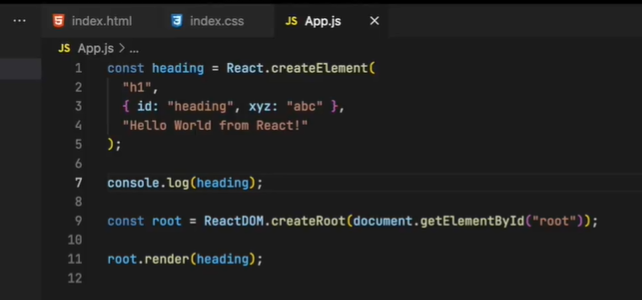 ... index.html index.css JS App.js ×
JS App.js > ...
1 const heading = React.createElement(
2 "h1",
3 { id: "heading", xyz: "abc" },
4 "Hello World from React!"
5 );
6
7 console.log(heading);
8
9 const root = ReactDOM.createRoot(document.getElementById("root"));
10
11 root.render(heading);
12